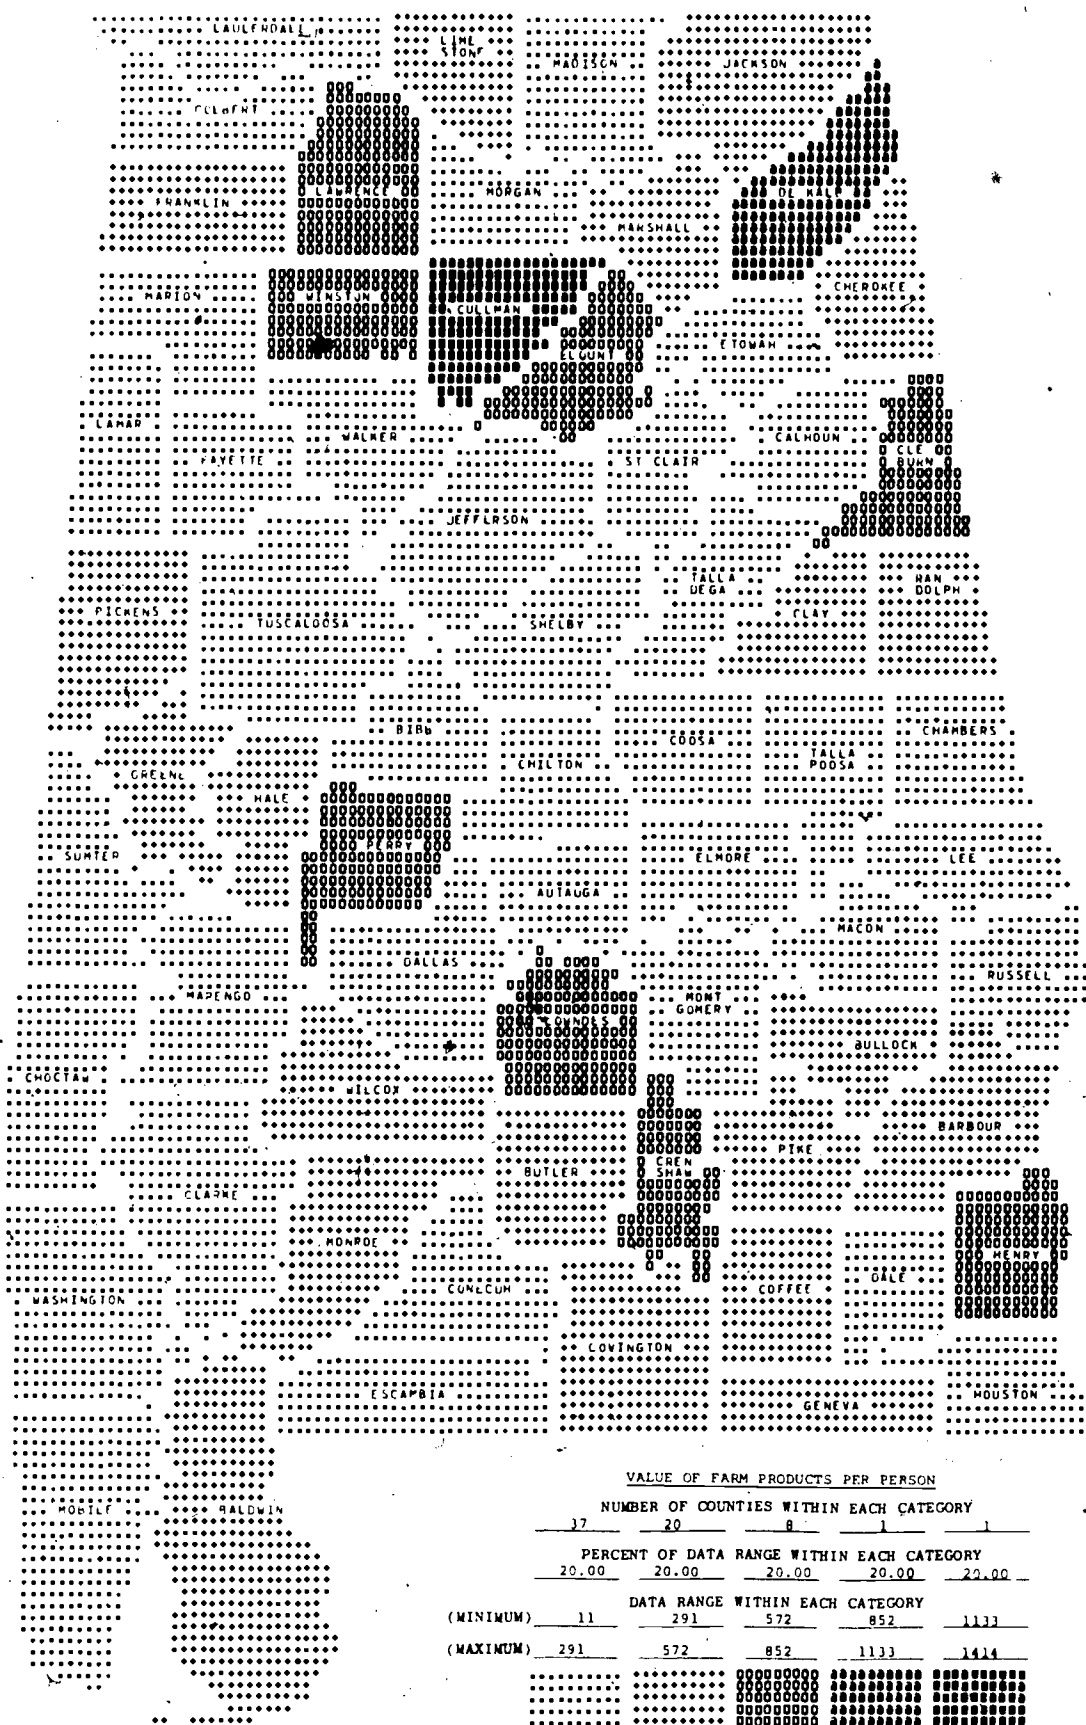 LAUDERDALE
LIME
STONE
MADISON
JACKSON
COLBERT
LAWRENCE
DE KALB
FRANKLIN
MORGAN
MARSHALL
CHEROKEE
MARION
WINSTON
CULLMAN
ETOWAH
BLOUNT
LAMAR
WALKER
CALHOUN
FAYETTE
ST CLAIR
CLE
BURN
JEFFERSON
TALLA
DEGA
RAN
DOLPH
PICKENS
CLAY
TUSCALOOSA
SHELBY
BIBB
COOSA
CHAMBERS
TALLA
POOSA
CHILTON
GREENE
HALE
PERRY
SUMTER
ELMORE
LEE
AUTAUGA
MACON
DALLAS
RUSSELL
MARENGO
MONT
GOMERY
LOWNDES
BULLOCK
CHOCTAW
WILCOX
BARBOUR
PIKE
CREN
SHAW
BUTLER
CLARKE
MONROE
HENRY
DALE
CONECUH
COFFEE
WASHINGTON
COVINGTON
ESCAMBIA
HOUSTON
GENEVA
MOBILE
BALDWIN
VALUE OF FARM PRODUCTS PER PERSON
NUMBER OF COUNTIES WITHIN EACH CATEGORY
37 20 8 1 1
PERCENT OF DATA RANGE WITHIN EACH CATEGORY
20.00 20.00 20.00 20.00 20.00
DATA RANGE WITHIN EACH CATEGORY
(MINIMUM) 11 291 572 852 1133
(MAXIMUM) 291 572 852 1133 1414